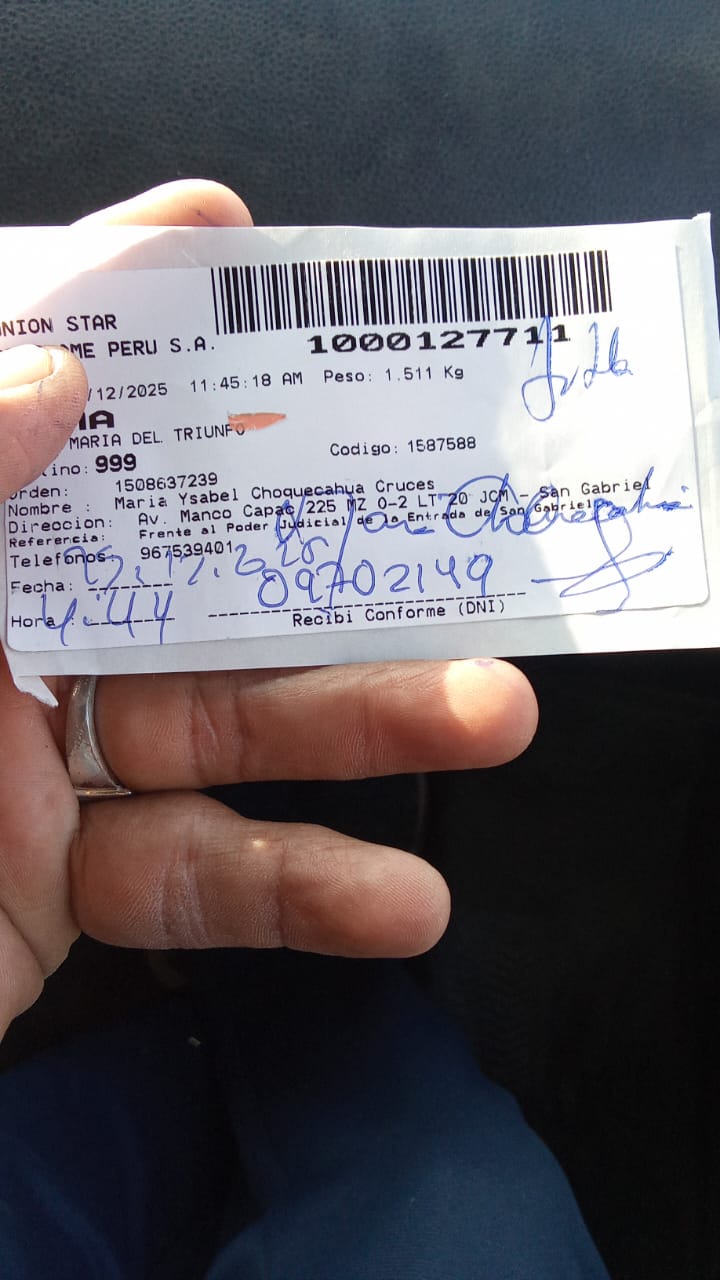 NION STAR
OME PERU S.A.
1000127711
/12/2025 11:45:18 AM Peso: 1.511 Kg
MA
MARIA DEL TRIUNFO
Codigo: 1587588
ino: 999
Orden: 1508637239
Nombre : Maria Ysabel Choquecahua Cruces
Direccion: Av. Manco Capac 225 MZ O-2 LT 20 JCM - San Gabriel
Referencia: Frente al Poder Judicial de la Entrada de San Gabriel
Telefonos: 967539401
Fecha:
09702149
Hora : 4:44
Recibi Conforme (DNI)